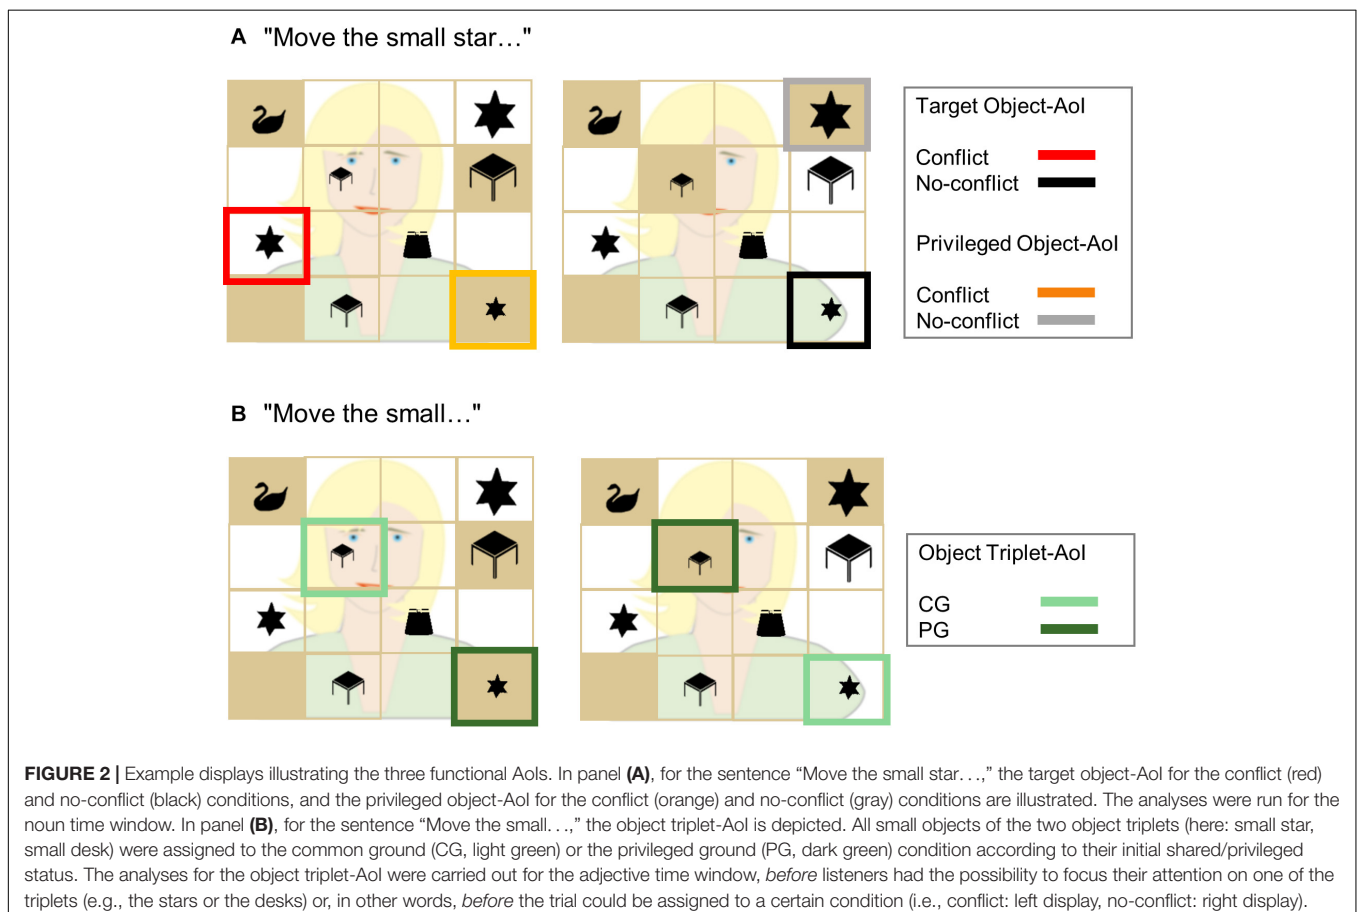 A "Move the small star…"
Target Object-AoI
Conflict
No-conflict
Privileged Object-AoI
Conflict
No-conflict
B "Move the small…"
Object Triplet-AoI
CG
PG
FIGURE 2 | Example displays illustrating the three functional AoIs. In panel (A), for the sentence “Move the small star…,” the target object-AoI for the conflict (red)
and no-conflict (black) conditions, and the privileged object-AoI for the conflict (orange) and no-conflict (gray) conditions are illustrated. The analyses were run for the
noun time window. In panel (B), for the sentence “Move the small…,” the object triplet-AoI is depicted. All small objects of the two object triplets (here: small star,
small desk) were assigned to the common ground (CG, light green) or the privileged ground (PG, dark green) condition according to their initial shared/privileged
status. The analyses for the object triplet-AoI were carried out for the adjective time window, before listeners had the possibility to focus their attention on one of the
triplets (e.g., the stars or the desks) or, in other words, before the trial could be assigned to a certain condition (i.e., conflict: left display, no-conflict: right display).